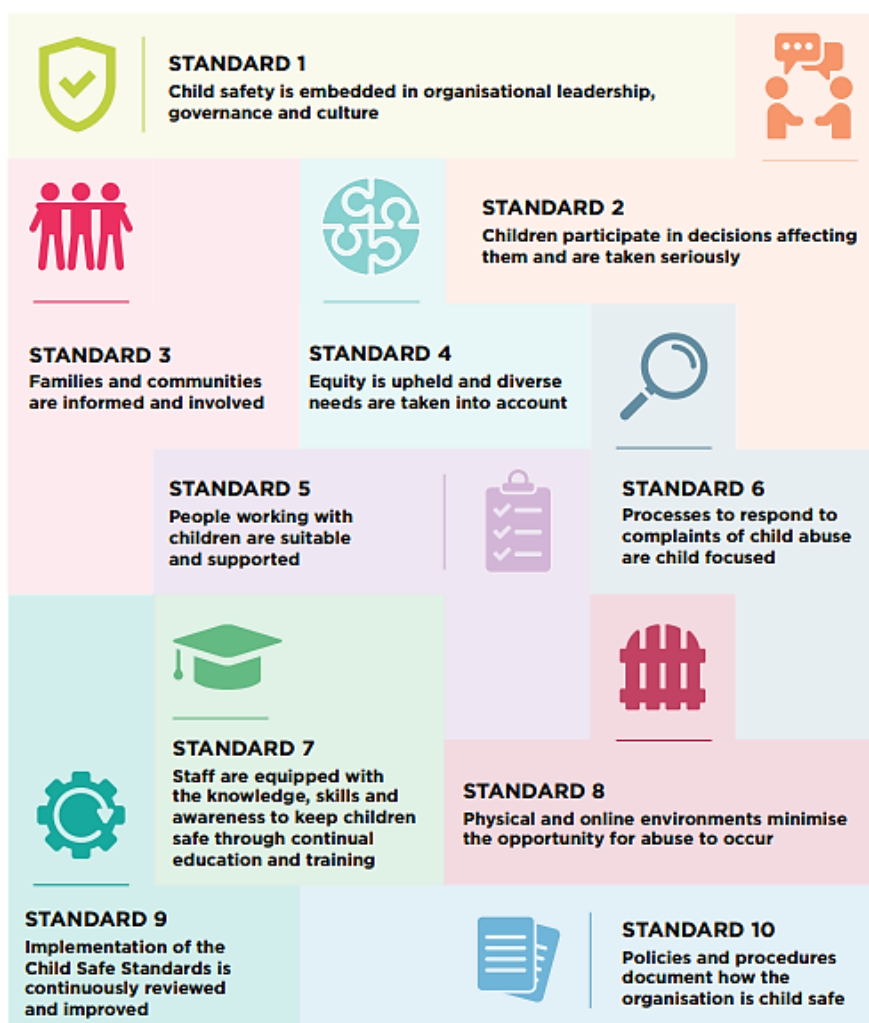 STANDARD 1
Child safety is embedded in organisational leadership,
governance and culture
STANDARD 2
Children participate in decisions affecting
them and are taken seriously
STANDARD 3
Families and communities
are informed and involved
STANDARD 4
Equity is upheld and diverse
needs are taken into account
STANDARD 5
People working with
children are suitable
and supported
STANDARD 6
Processes to respond to
complaints of child abuse
are child focused
STANDARD 7
Staff are equipped with
the knowledge, skills and
awareness to keep children
safe through continual
education and training
STANDARD 8
Physical and online environments minimise
the opportunity for abuse to occur
STANDARD 9
Implementation of the
Child Safe Standards is
continuously reviewed
and improved
STANDARD 10
Policies and procedures
document how the
organisation is child safe